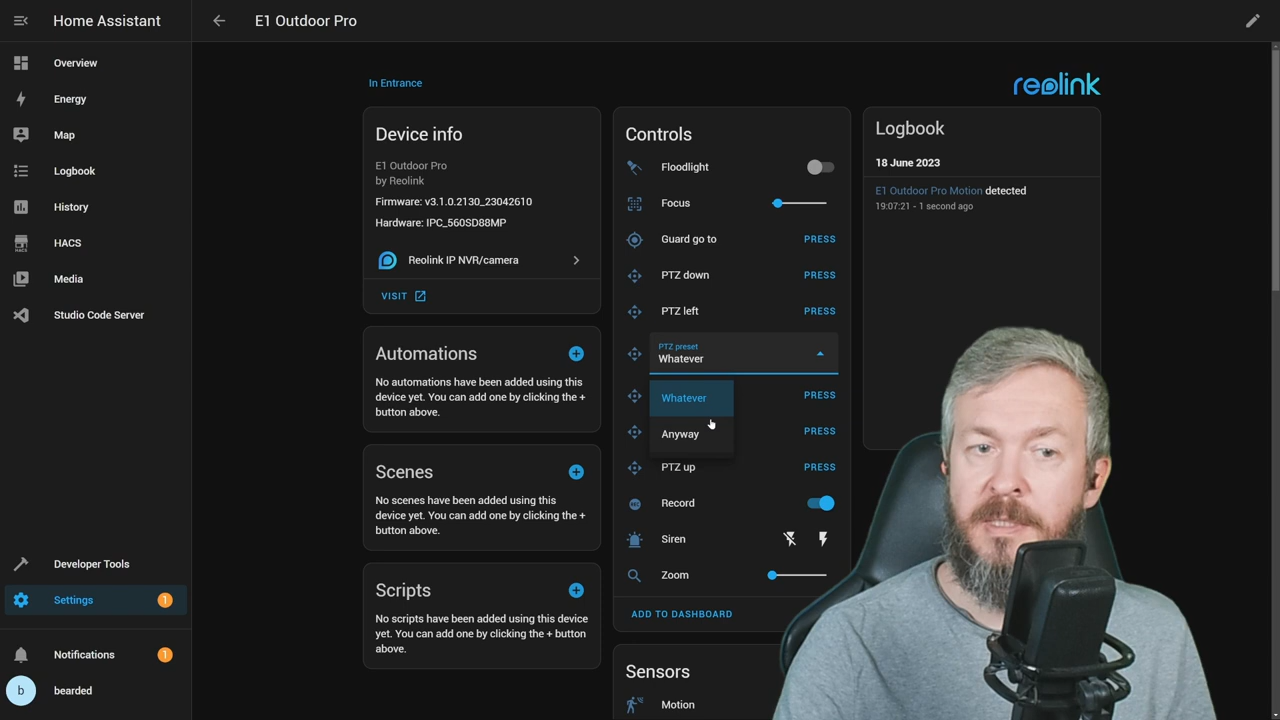 Home Assistant
E1 Outdoor Pro
Overview
Energy
Map
Logbook
History
HACS
HACS
Media
Studio Code Server
Developer Tools
Settings
1
Notifications
1
b
bearded
In Entrance
reolink
Device info
E1 Outdoor Pro
by Reolink
Firmware: v3.1.0.2130_23042610
Hardware: IPC_560SD88MP
Reolink IP NVR/camera
VISIT
Automations
No automations have been added using this
device yet. You can add one by clicking the +
button above.
Scenes
No scenes have been added using this
device yet. You can add one by clicking the +
button above.
Scripts
No scripts have been added using this device
yet. You can add one by clicking the + button
above.
Controls
Floodlight
Focus
Guard go to PRESS
PTZ down PRESS
PTZ left PRESS
PTZ preset
Whatever
Whatever
PRESS
Anyway
PRESS
PTZ up PRESS
Record
Siren
Zoom
ADD TO DASHBOARD
Sensors
Motion
Logbook
18 June 2023
E1 Outdoor Pro Motion detected
19:07:21 - 1 second ago